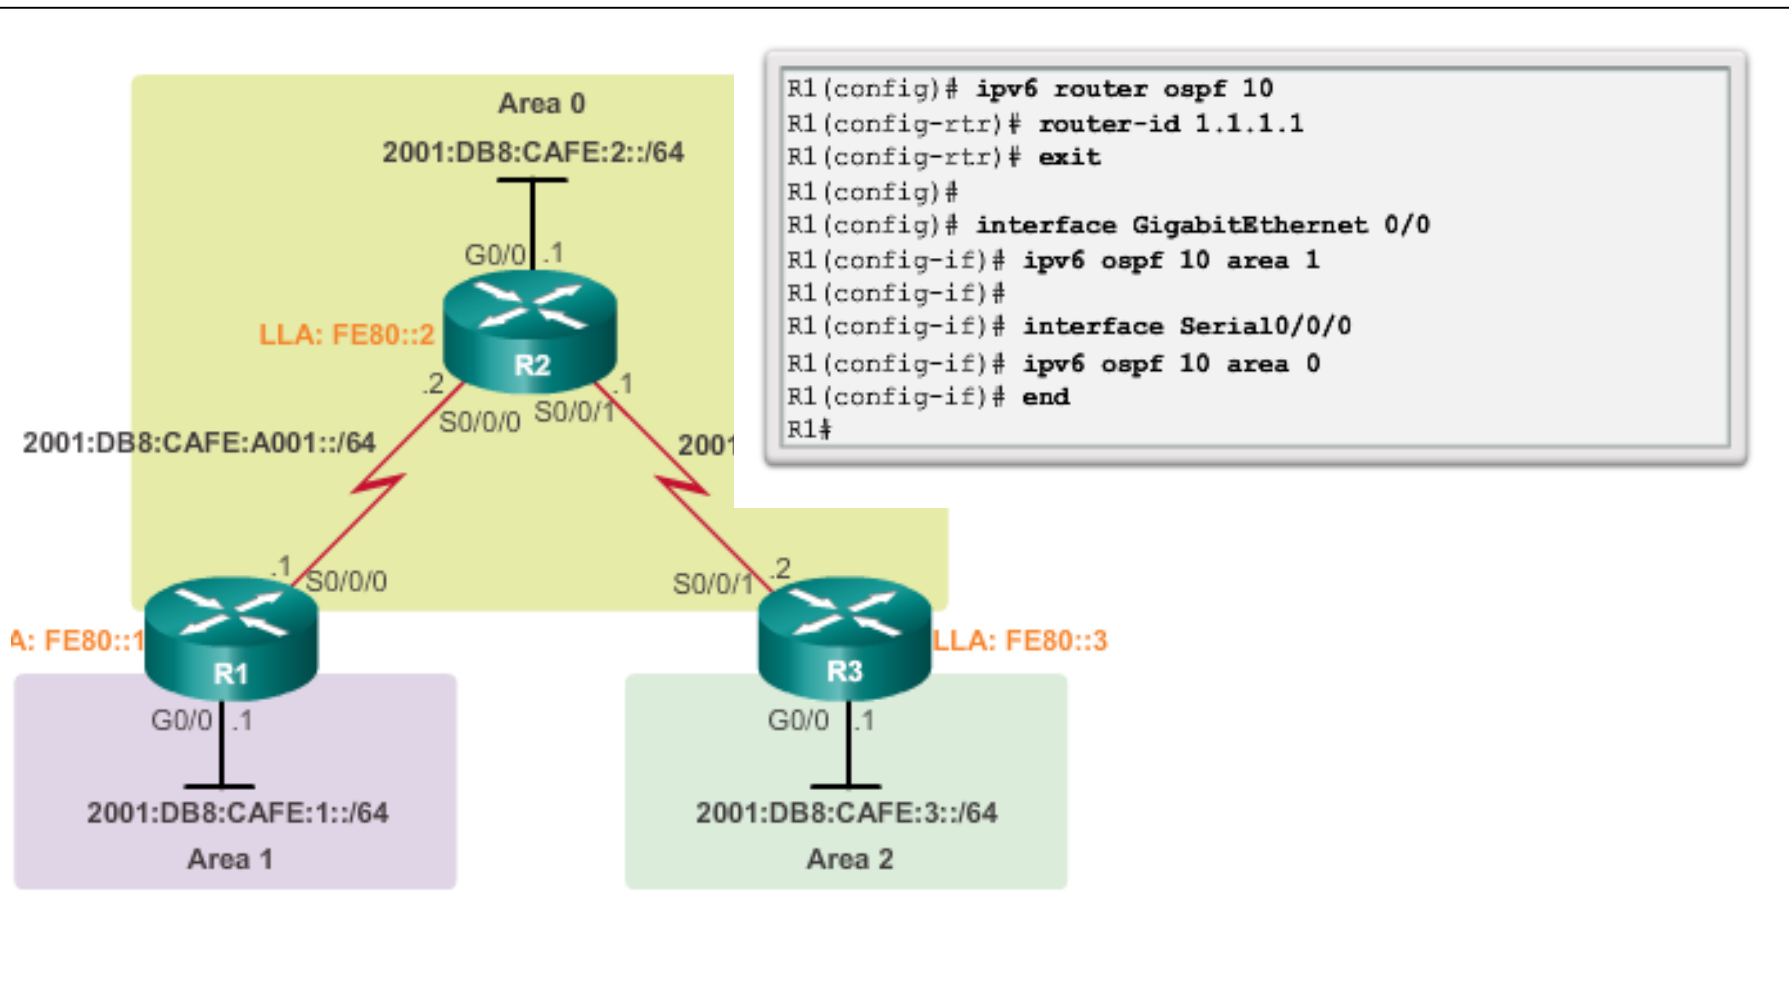 Area 0
2001:DB8:CAFE:2::/64
G0/0 .1
LLA: FE80::2
R2
.2 .1
S0/0/0 S0/0/1
2001:DB8:CAFE:A001::/64
2001
.1 S0/0/0
S0/0/1 .2
A: FE80::1
R1
R3
LLA: FE80::3
G0/0 .1
G0/0 .1
2001:DB8:CAFE:1::/64
Area 1
2001:DB8:CAFE:3::/64
Area 2
R1(config)# ipv6 router ospf 10
R1(config-rtr)# router-id 1.1.1.1
R1(config-rtr)# exit
R1(config)#
R1(config)# interface GigabitEthernet 0/0
R1(config-if)# ipv6 ospf 10 area 1
R1(config-if)#
R1(config-if)# interface Serial0/0/0
R1(config-if)# ipv6 ospf 10 area 0
R1(config-if)# end
R1#